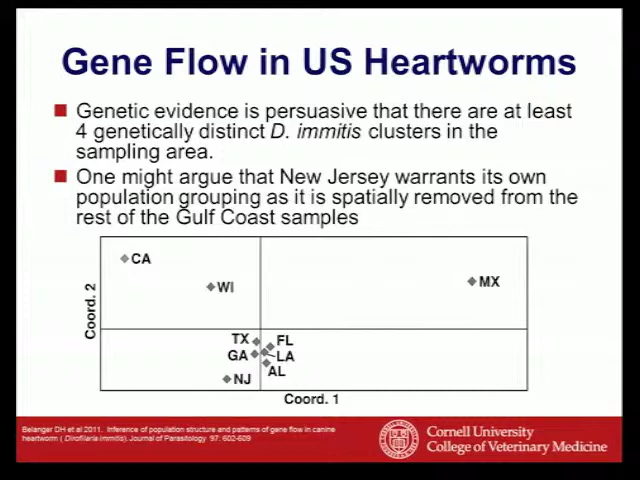 Gene Flow in US Heartworms
Genetic evidence is persuasive that there are at least
4 genetically distinct D. immitis clusters in the
sampling area.
One might argue that New Jersey warrants its own
population grouping as it is spatially removed from the
rest of the Gulf Coast samples
CA
WI
MX
Coord. 2
TX
FL
GA
LA
AL
NJ
Coord. 1
Belanger DH et al 2011. Inference of population structure and patterns of gene flow in canine
heartworm ( Dirofilaria immitis). Journal of Parasitology 97: 602-609
Cornell University
College of Veterinary Medicine